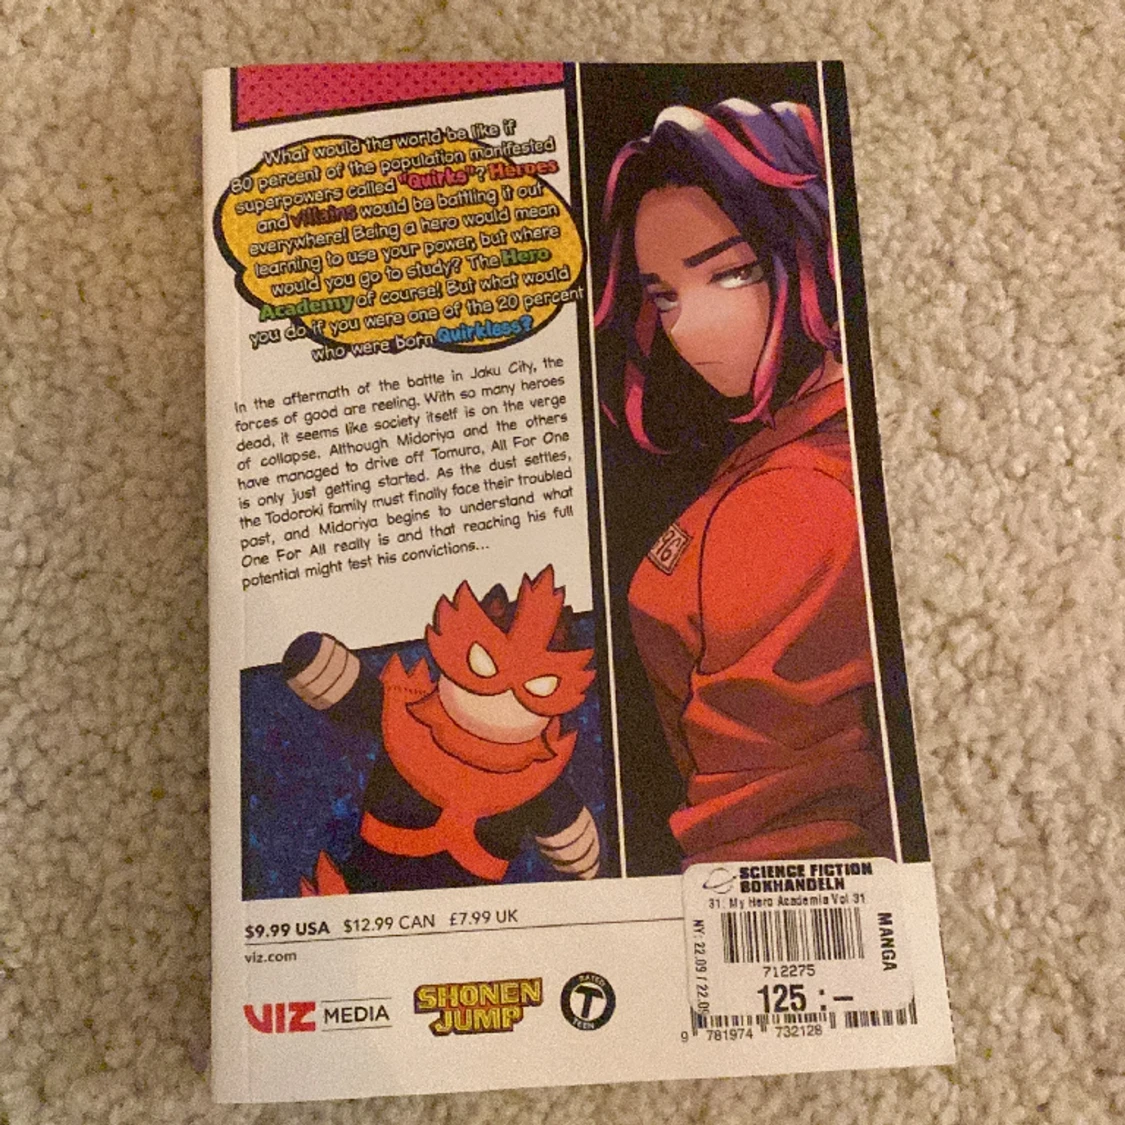 What would the world be like if
80 percent of the population manifested
superpowers called "Quirks"? Heroes
and villains would be battling it out
everywhere! Being a hero would mean
learning to use your power, but where
would you go to study? The Hero
Academy of course! But what would
you do if you were one of the 20 percent
who were born Quirkless?
In the aftermath of the battle in Jaku City, the
forces of good are reeling. With so many heroes
dead, it seems like society itself is on the verge
of collapse. Although Midoriya and the others
have managed to drive off Tomura, All For One
is only just getting started. As the dust settles,
the Todoroki family must finally face their troubled
past, and Midoriya begins to understand what
One For All really is and that reaching his full
potential might test his convictions...
$9.99 USA $12.99 CAN £7.99 UK
viz.com
VIZ MEDIA
SHONEN
JUMP
RATED
T
TEEN
SCIENCE FICTION
BOKHANDELN
31: My Hero Academia Vol 31
NY: 22.09 / 22.09
MANGA
712275
125 :-
9 781974 732128